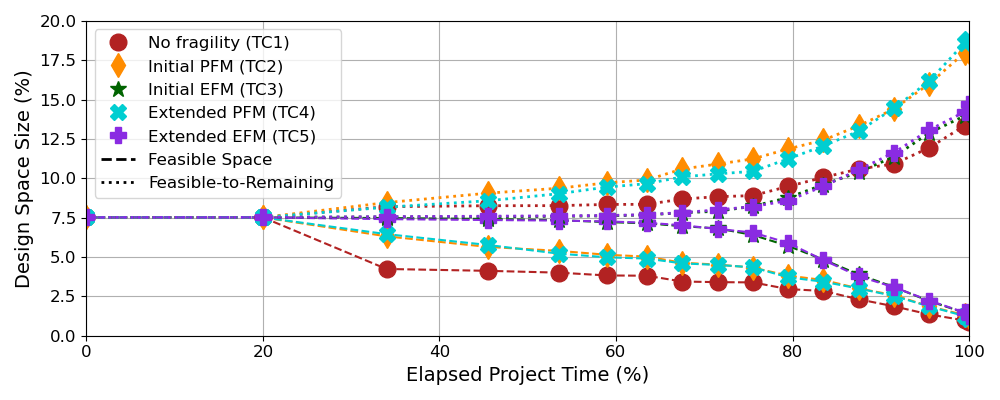 20.0
17.5
15.0
12.5
10.0
7.5
5.0
2.5
0.0
Design Space Size (%)
No fragility (TC1)
Initial PFM (TC2)
Initial EFM (TC3)
Extended PFM (TC4)
Extended EFM (TC5)
Feasible Space
Feasible-to-Remaining
0 20 40 60 80 100
Elapsed Project Time (%)